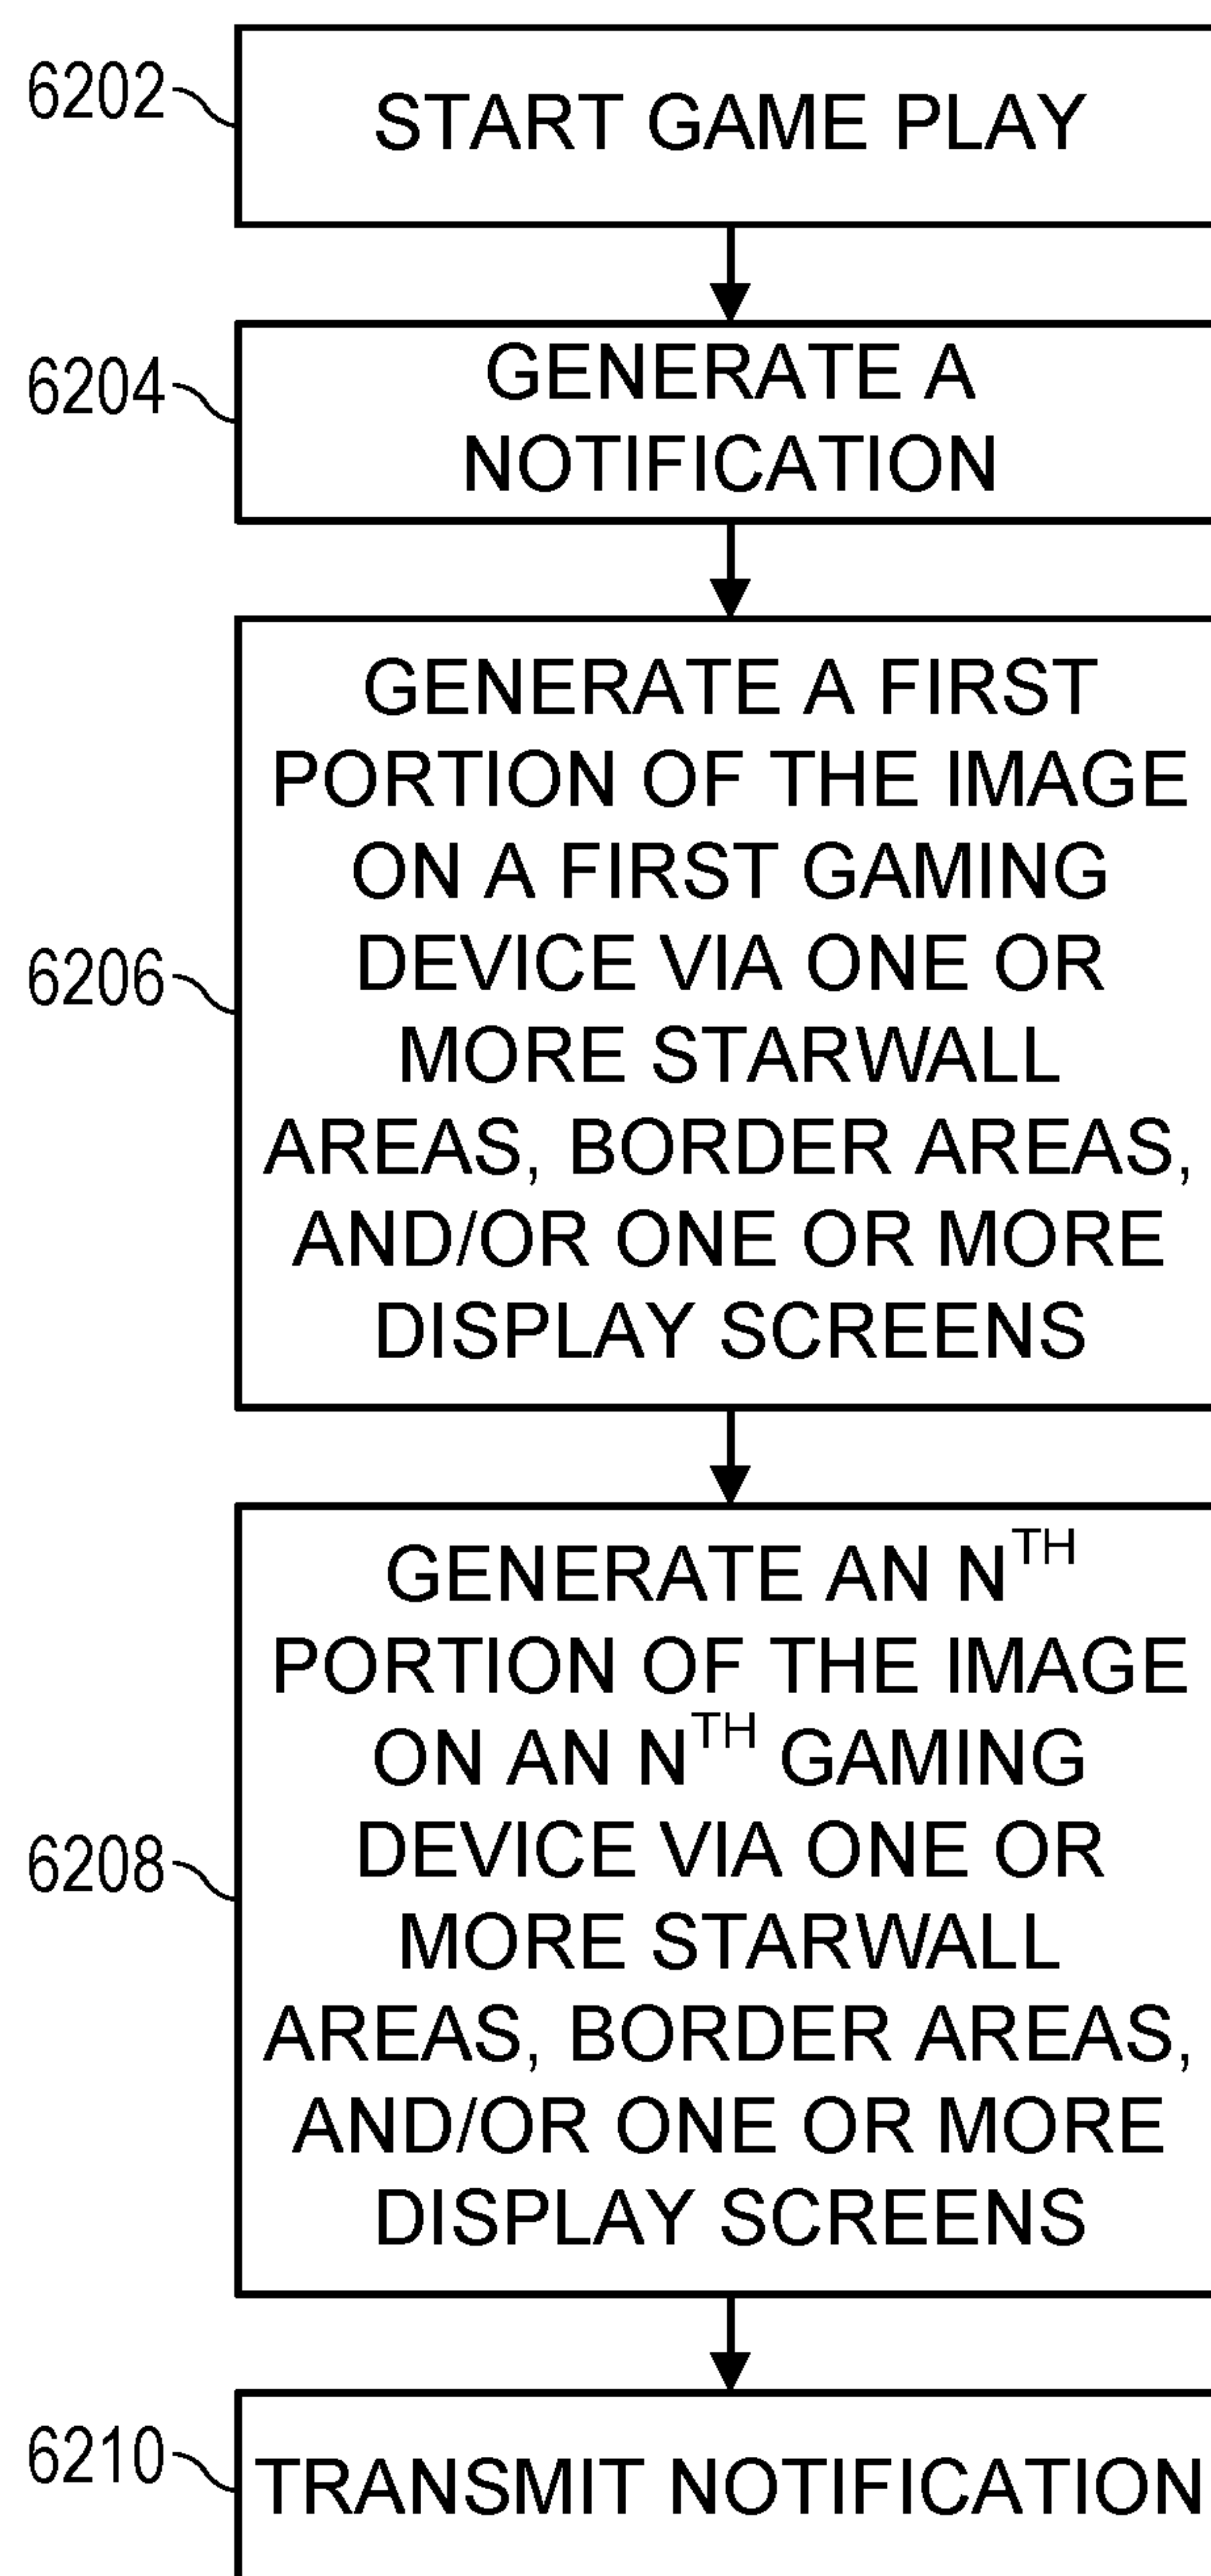 6202
START GAME PLAY
6204
GENERATE A
NOTIFICATION
6206
GENERATE A FIRST
PORTION OF THE IMAGE
ON A FIRST GAMING
DEVICE VIA ONE OR
MORE STARWALL
AREAS, BORDER AREAS,
AND/OR ONE OR MORE
DISPLAY SCREENS
6208
GENERATE AN N^TH
PORTION OF THE IMAGE
ON AN N^TH GAMING
DEVICE VIA ONE OR
MORE STARWALL
AREAS, BORDER AREAS,
AND/OR ONE OR MORE
DISPLAY SCREENS
6210
TRANSMIT NOTIFICATION